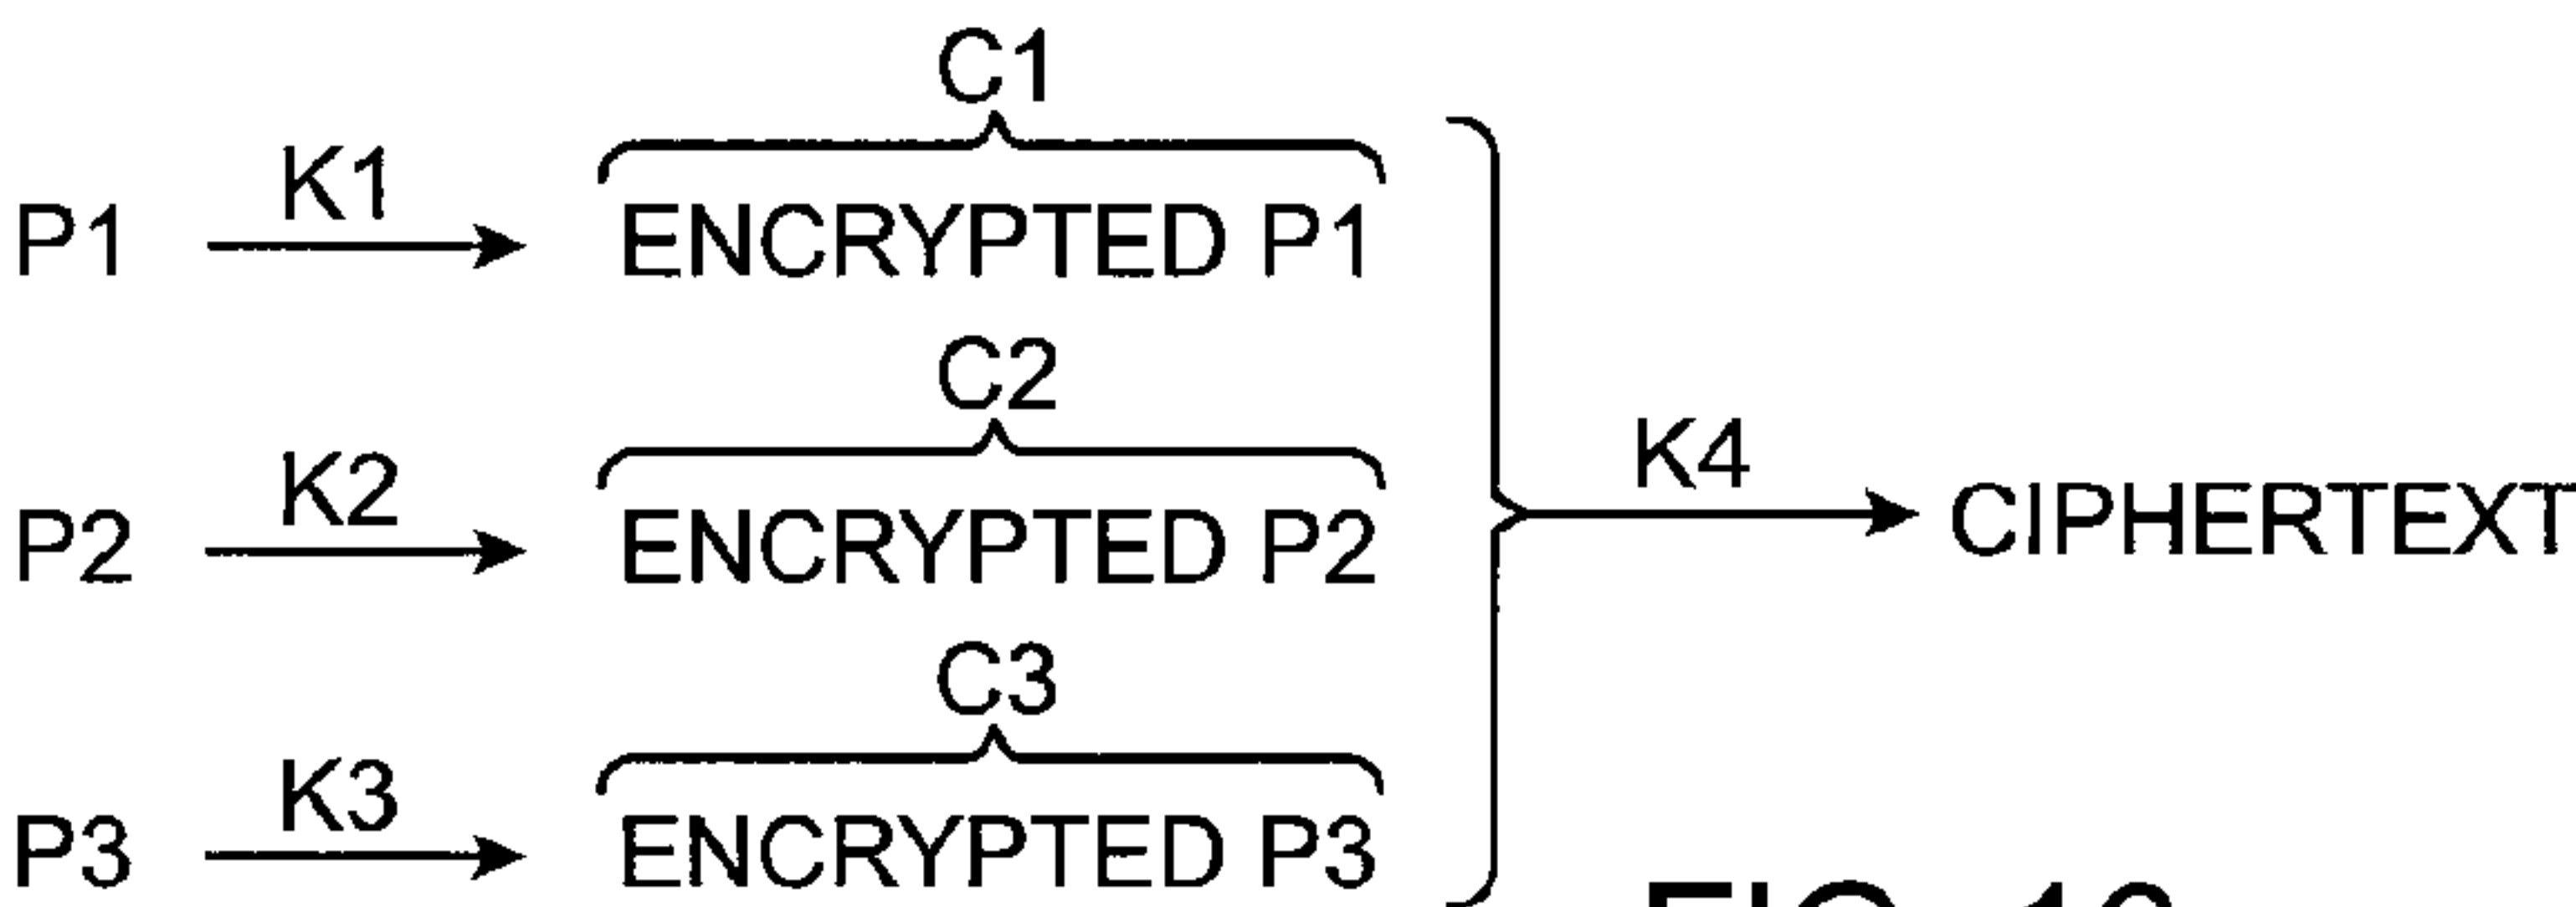 C1
P1 K1 ENCRYPTED P1
C2
P2 K2 ENCRYPTED P2
K4 CIPHERTEXT
C3
P3 K3 ENCRYPTED P3